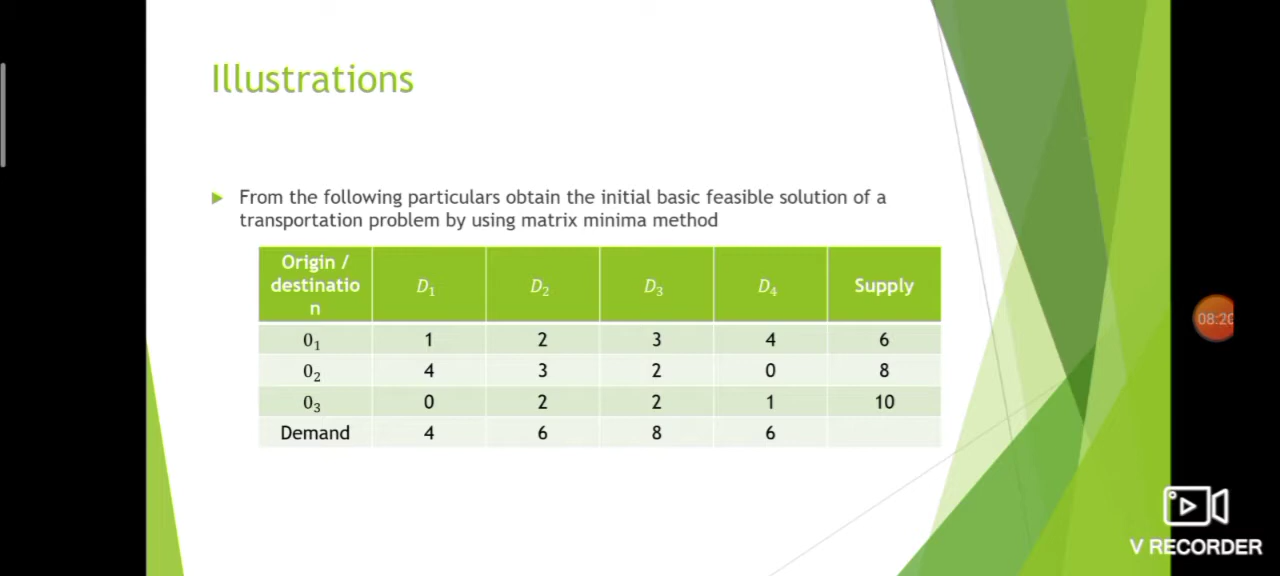 Illustrations
From the following particulars obtain the initial basic feasible solution of a
transportation problem by using matrix minima method
Origin /
destinatio
n
D₁ D₂ D₃ D₄ Supply
0₁ 1 2 3 4 6
0₂ 4 3 2 0 8
0₃ 0 2 2 1 10
Demand 4 6 8 6
08:20
V RECORDER